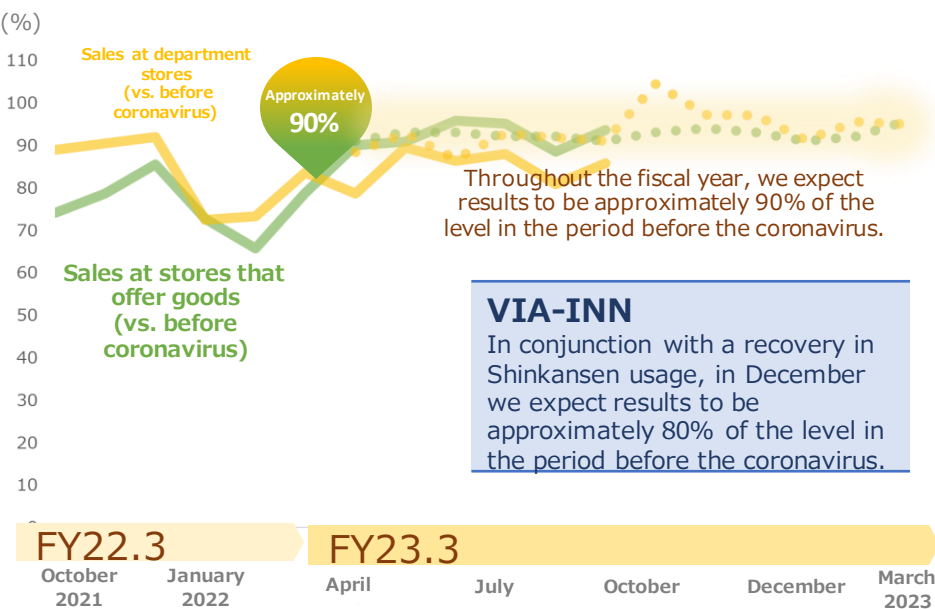 (%)
110
100
90
80
70
60
50
40
30
20
10
Sales at department
stores
(vs. before
coronavirus)
Approximately
90%
Throughout the fiscal year, we expect
results to be approximately 90% of the
level in the period before the coronavirus.
Sales at stores that
offer goods
(vs. before
coronavirus)
VIA-INN
In conjunction with a recovery in
Shinkansen usage, in December
we expect results to be
approximately 80% of the level in
the period before the coronavirus.
FY22.3
FY23.3
October
2021
January
2022
April
July
October
December
March
2023